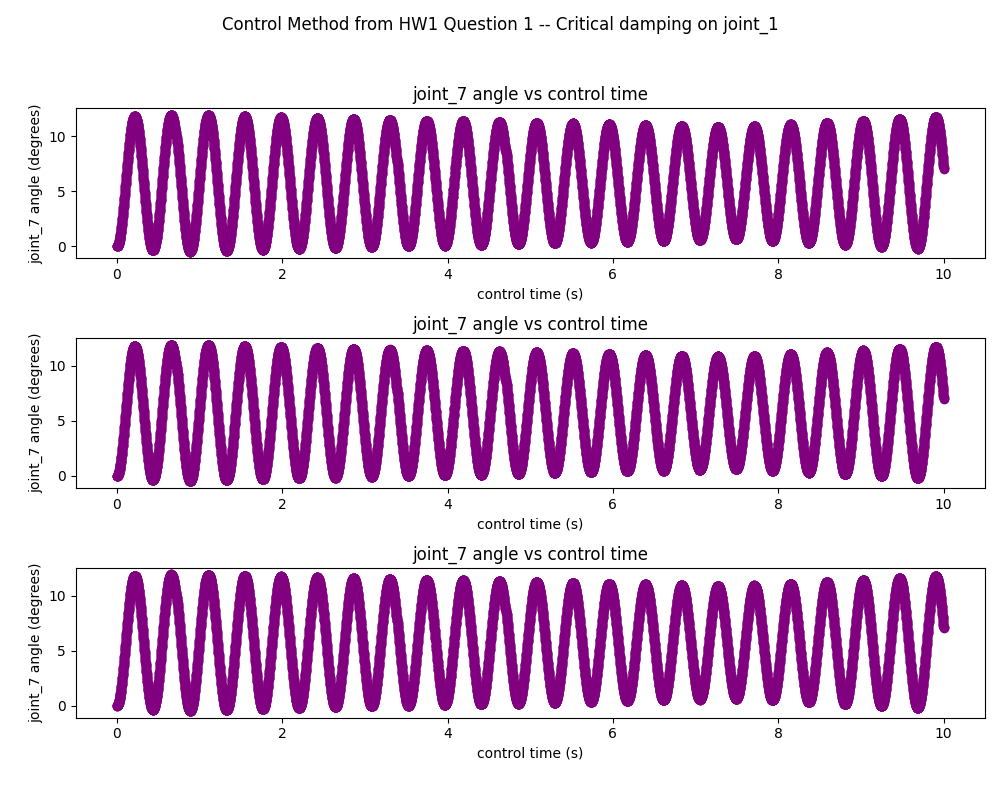 Control Method from HW1 Question 1 -- Critical damping on joint_1
joint_7 angle vs control time
joint_7 angle (degrees)
10
5
0
0 2 4 6 8 10
control time (s)
joint_7 angle vs control time
joint_7 angle (degrees)
10
5
0
0 2 4 6 8 10
control time (s)
joint_7 angle vs control time
joint_7 angle (degrees)
10
5
0
0 2 4 6 8 10
control time (s)